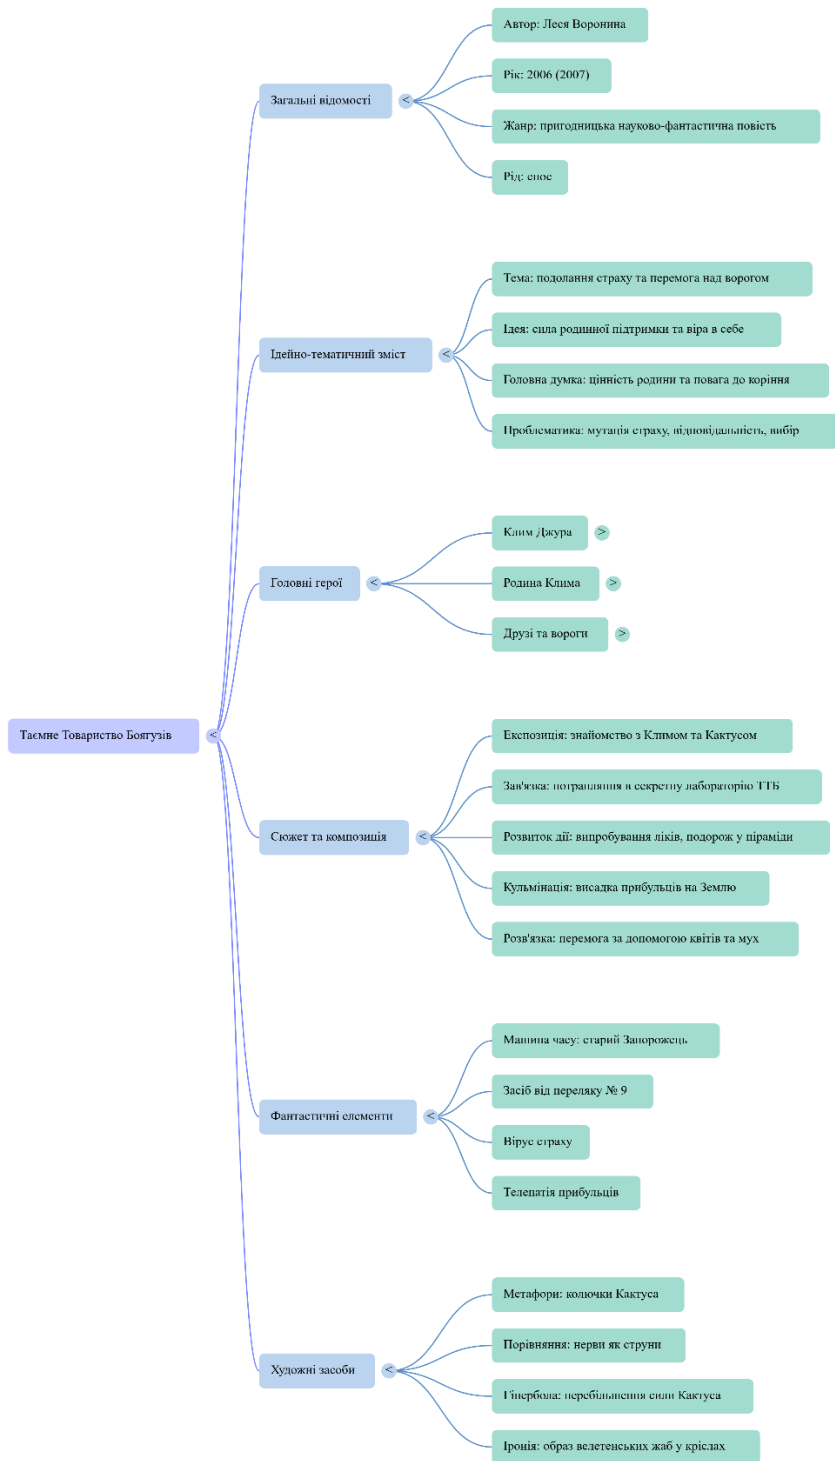 Автор: Леся Воронина
Рік: 2006 (2007)
Загальні відомості
<
Жанр: пригодницька науково-фантастична повість
Рід: епос
Тема: подолання страху та перемога над ворогом
Ідея: сила родинної підтримки та віра в себе
Ідейно-тематичний зміст
<
Головна думка: цінність родини та повага до коріння
Проблематика: мутація страху, відповідальність, вибір
Клим Джура
>
Головні герої
<
Родина Клима
>
Друзі та вороги
>
Таємне Товариство Боягузів
<
Експозиція: знайомство з Климом та Кактусом
Зав'язка: потрапляння в секретну лабораторію ТТБ
Сюжет та композиція
<
Розвиток дії: випробування ліків, подорож у піраміди
Кульмінація: висадка прибульців на Землю
Розв'язка: перемога за допомогою квітів та мух
Машина часу: старий Запорожець
Засіб від переляку № 9
Фантастичні елементи
<
Вірус страху
Телепатія прибульців
Метафори: колючки Кактуса
Порівняння: нерви як струни
Художні засоби
<
Гіпербола: перебільшення сили Кактуса
Іронія: образ велетенських жаб у кріслах